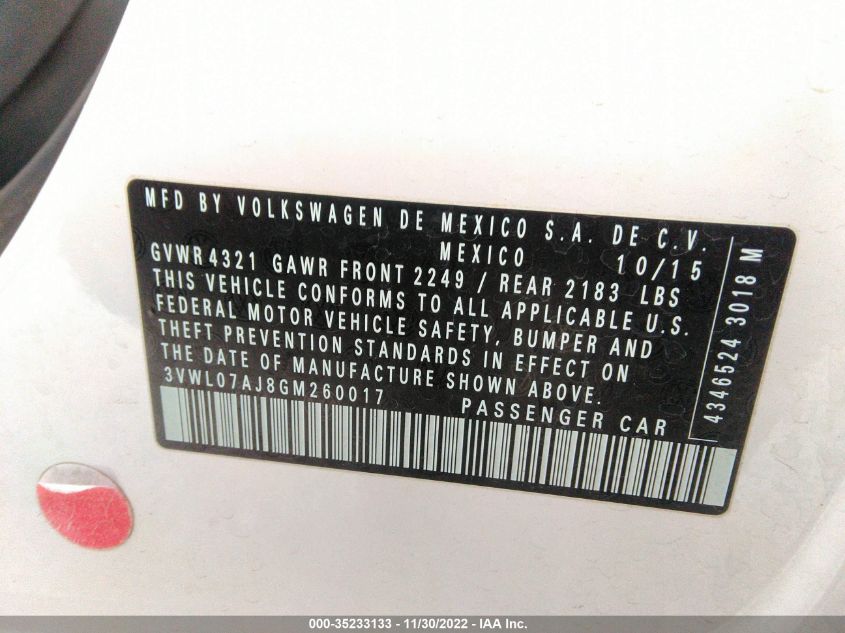 MFD BY VOLKSWAGEN DE MEXICO S.A. DE C.V.
MEXICO 10/15
GVWR 4321 GAWR FRONT 2249 / REAR 2183 LBS
THIS VEHICLE CONFORMS TO ALL APPLICABLE U.S.
FEDERAL MOTOR VEHICLE SAFETY, BUMPER AND
THEFT PREVENTION STANDARDS IN EFFECT ON
THE DATE OF MANUFACTURE SHOWN ABOVE.
3VWL07AJ8GM260017 PASSENGER CAR
4346524 3018 M
000-35233133 - 11/30/2022 - IAA Inc.